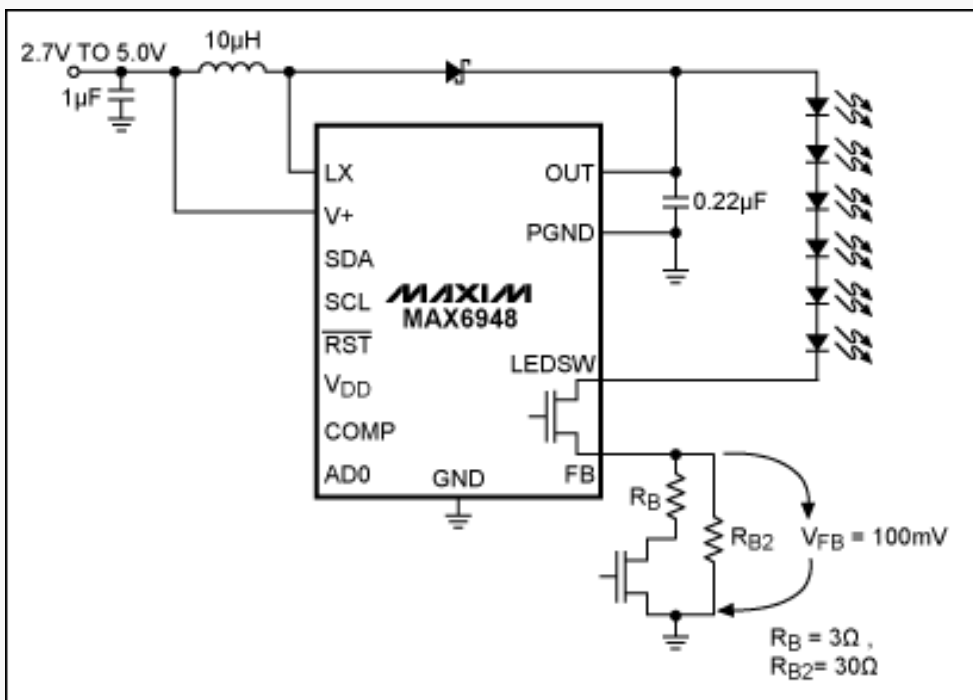 2.7V TO 5.0V
10µH
1µF
LX
V+
SDA
SCL
RST
VDD
COMP
AD0
GND
OUT
PGND
LEDSW
FB
MAXIM
MAX6948
0.22µF
RB
RB2
VFB = 100mV
RB = 3Ω ,
RB2= 30Ω